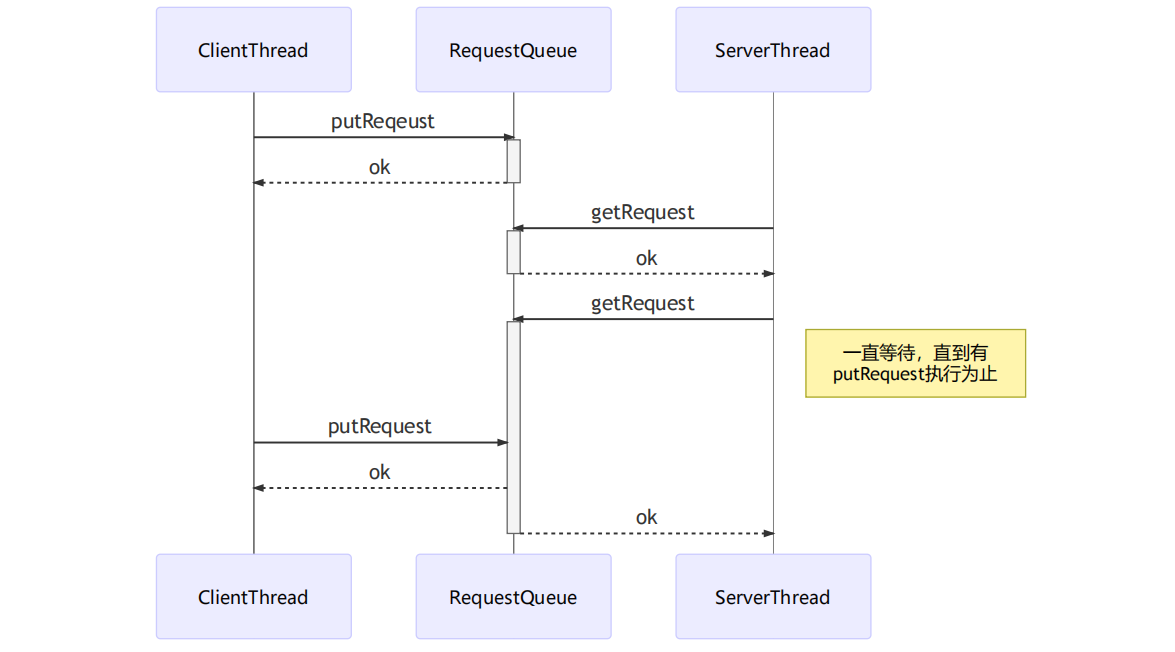 ClientThread
RequestQueue
ServerThread
putReqeust
ok
getRequest
ok
getRequest
一直等待，直到有
putRequest执行为止
putRequest
ok
ok
ClientThread
RequestQueue
ServerThread